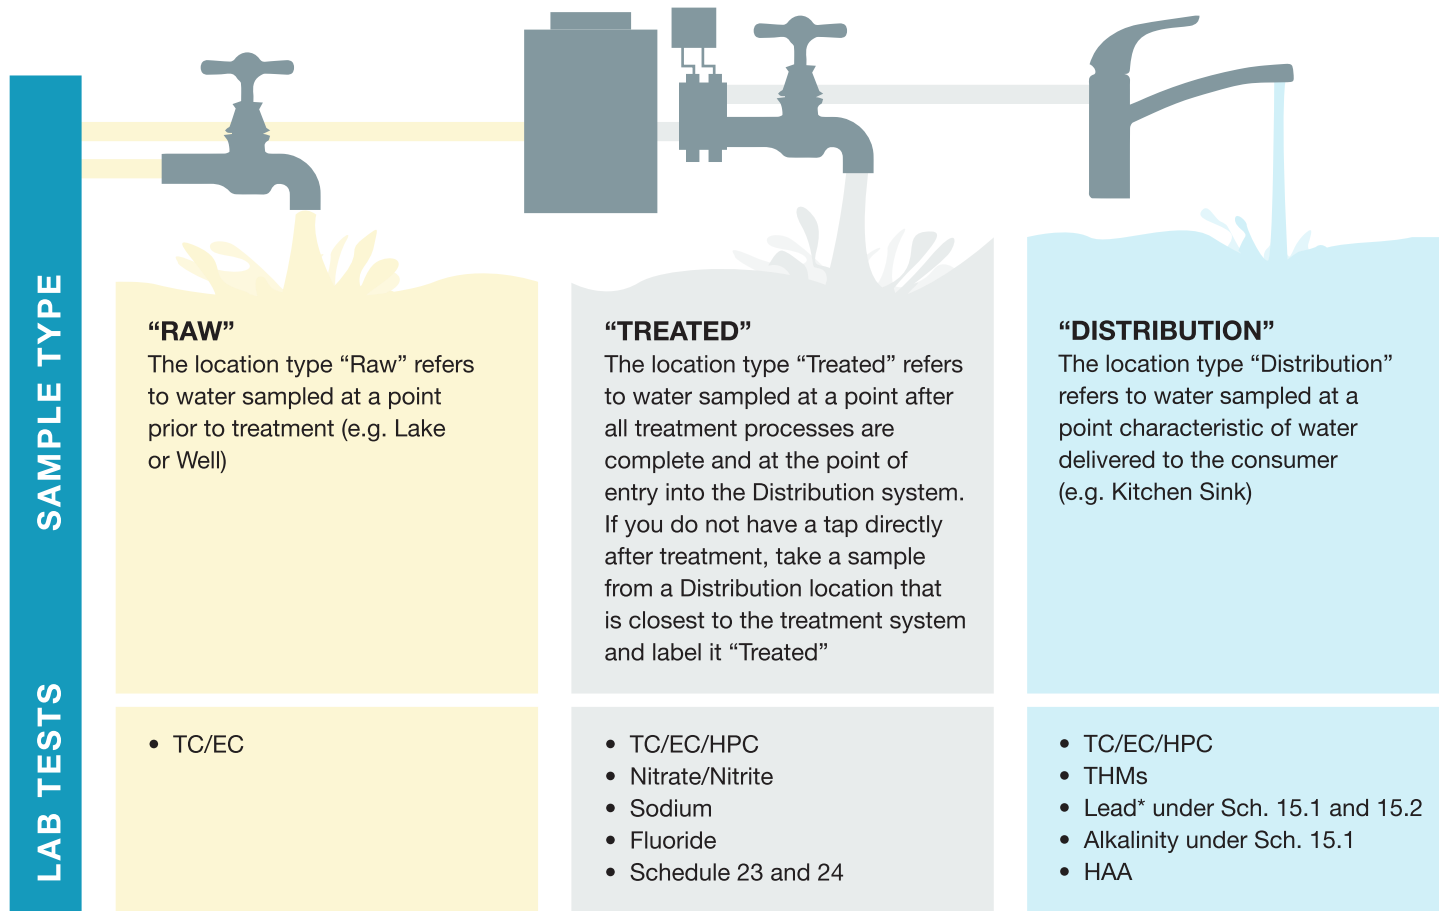 SAMPLE TYPE
“RAW”
The location type “Raw” refers
to water sampled at a point
prior to treatment (e.g. Lake
or Well)
“TREATED”
The location type “Treated” refers
to water sampled at a point after
all treatment processes are
complete and at the point of
entry into the Distribution system.
If you do not have a tap directly
after treatment, take a sample
from a Distribution location that
is closest to the treatment system
and label it “Treated”
“DISTRIBUTION”
The location type “Distribution”
refers to water sampled at a
point characteristic of water
delivered to the consumer
(e.g. Kitchen Sink)
LAB TESTS
• TC/EC
• TC/EC/HPC
• Nitrate/Nitrite
• Sodium
• Fluoride
• Schedule 23 and 24
• TC/EC/HPC
• THMs
• Lead* under Sch. 15.1 and 15.2
• Alkalinity under Sch. 15.1
• HAA